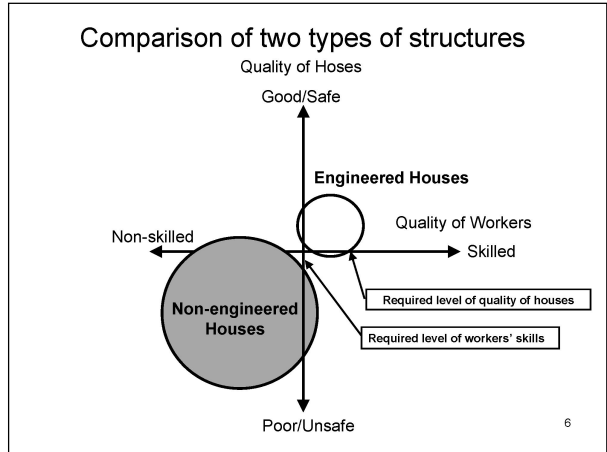 Comparison of two types of structures
Quality of Hoses
Good/Safe
Engineered Houses
Quality of Workers
Non-skilled
Skilled
Required level of quality of houses
Non-engineered
Houses
Required level of workers' skills
Poor/Unsafe
6